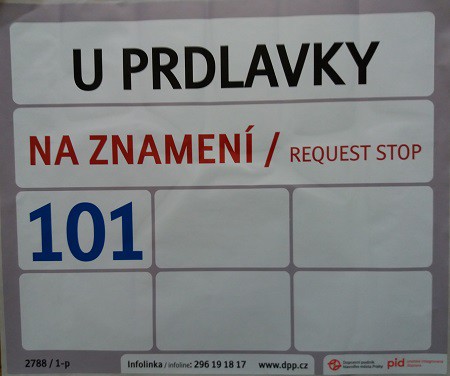 U PRDLAVKY
NA ZNAMENÍ / REQUEST STOP
101
2788 / 1-p
Infolinka / infoline: 296 19 18 17 www.dpp.cz
pid